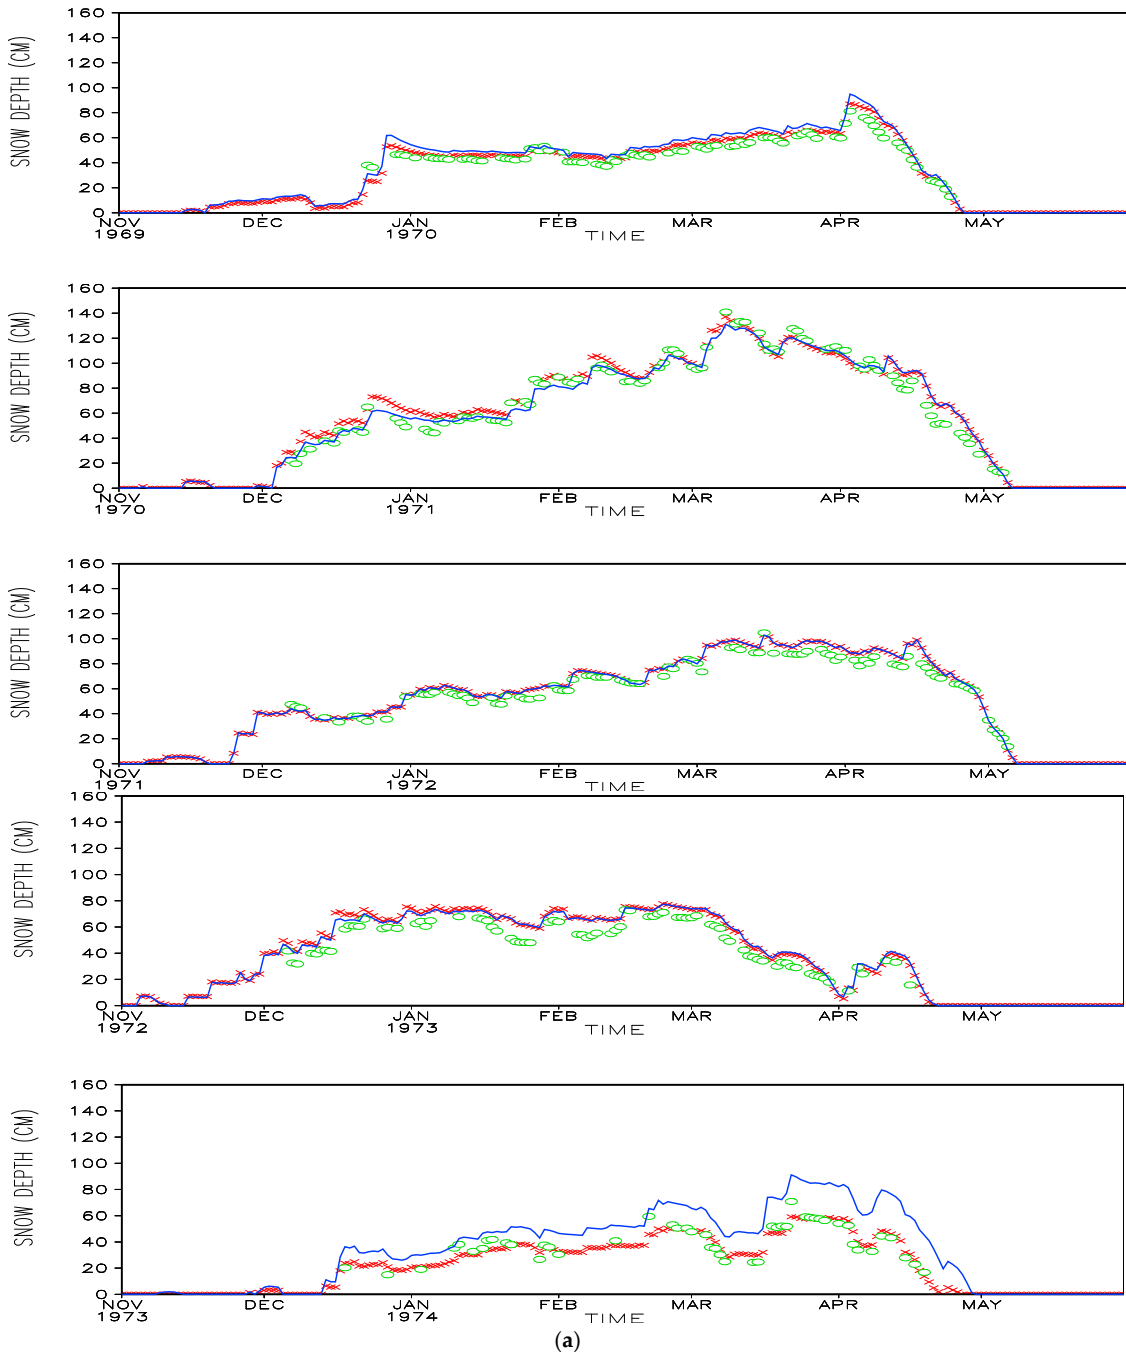 160
140
120
100
80
60
40
20
0
SNOW DEPTH (CM)
NOV DEC JAN FEB MAR APR MAY
1969 1970 TIME
160
140
120
100
80
60
40
20
0
SNOW DEPTH (CM)
NOV DEC JAN FEB MAR APR MAY
1970 1971 TIME
160
140
120
100
80
60
40
20
0
SNOW DEPTH (CM)
NOV DEC JAN FEB MAR APR MAY
1971 1972 TIME
160
140
120
100
80
60
40
20
0
SNOW DEPTH (CM)
NOV DEC JAN FEB MAR APR MAY
1972 1973 TIME
160
140
120
100
80
60
40
20
0
SNOW DEPTH (CM)
NOV DEC JAN FEB MAR APR MAY
1973 1974 TIME
(a)